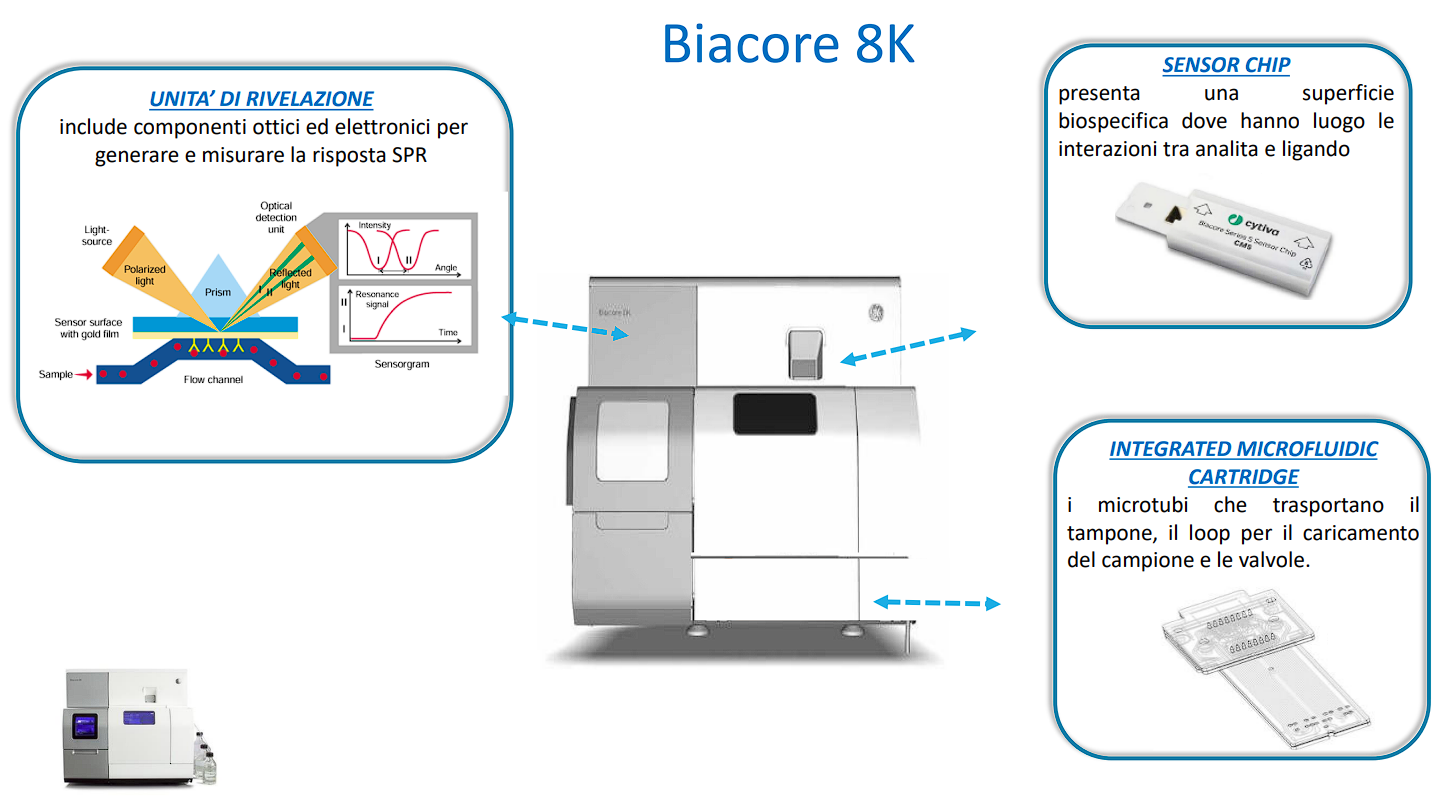 Biacore 8K
UNITA’ DI RIVELAZIONE
include componenti ottici ed elettronici per
generare e misurare la risposta SPR
Light-
source
Polarized
light
Prism
Optical
detection
unit
Reflected
light
I
II
Intensity
I
II
Angle
II
I
Resonance
signal
Time
Sensorgram
Sensor surface
with gold film
Sample
Flow channel
Biacore 8K
SENSOR CHIP
presenta una superficie
biospecifica dove hanno luogo le
interazioni tra analita e ligando
cytiva
Biacore Series S Sensor Chip
CM5
INTEGRATED MICROFLUIDIC
CARTRIDGE
i microtubi che trasportano il
tampone, il loop per il caricamento
del campione e le valvole.